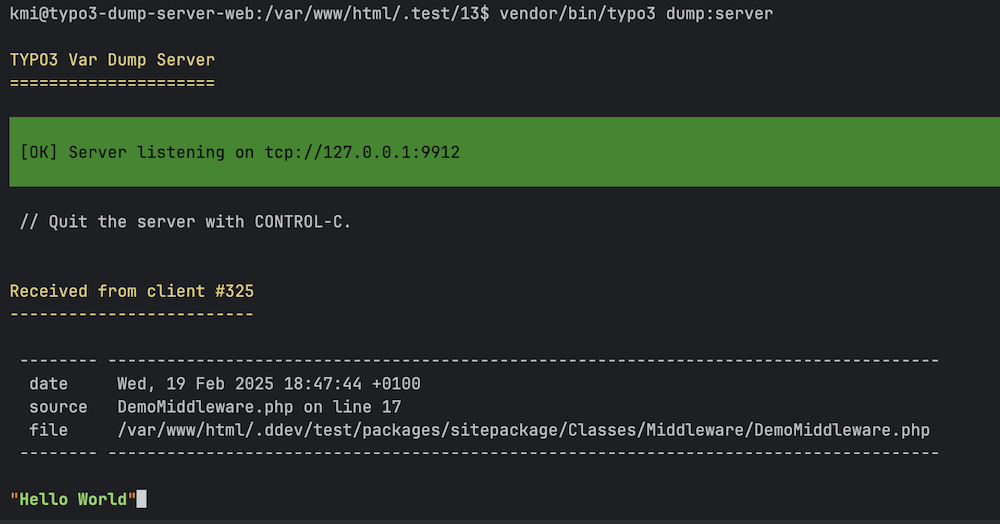 kmi@typo3-dump-server-web:/var/www/html/.test/13$ vendor/bin/typo3 dump:server
TYPO3 Var Dump Server
=====================
[OK] Server listening on tcp://127.0.0.1:9912
// Quit the server with CONTROL-C.
Received from client #325
-------------------------
-------- -------------------------------------------------------------------------------------
date Wed, 19 Feb 2025 18:47:44 +0100
source DemoMiddleware.php on line 17
file /var/www/html/.ddev/test/packages/sitepackage/Classes/Middleware/DemoMiddleware.php
-------- -------------------------------------------------------------------------------------
"Hello World"